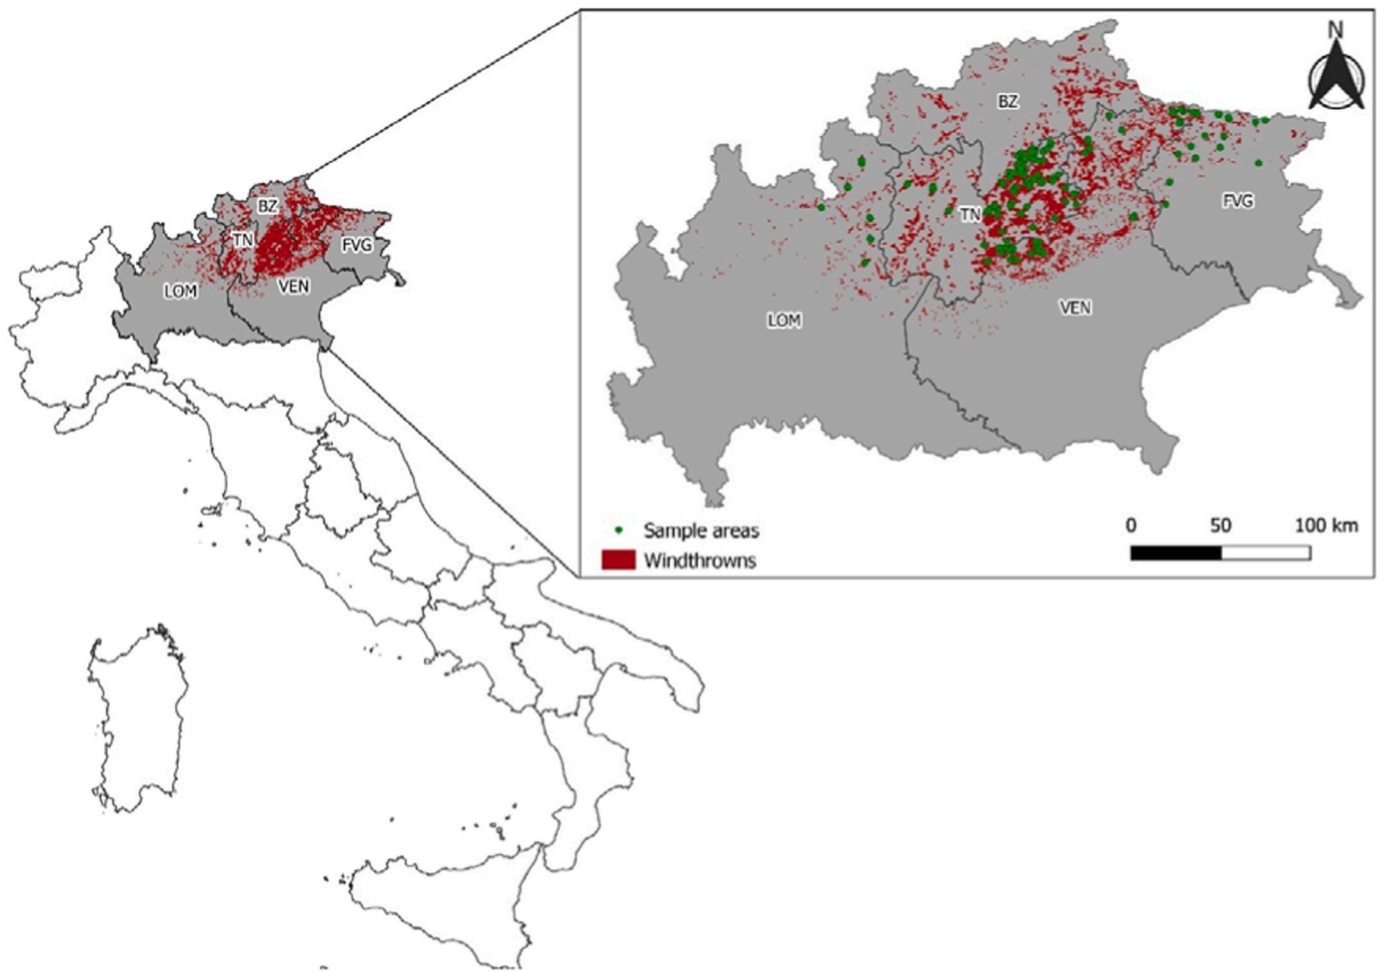 BZ
TN
FVG
LOM
VEN
N
BZ
TN
FVG
VEN
LOM
Sample areas
Windthrowns
0 50 100 km